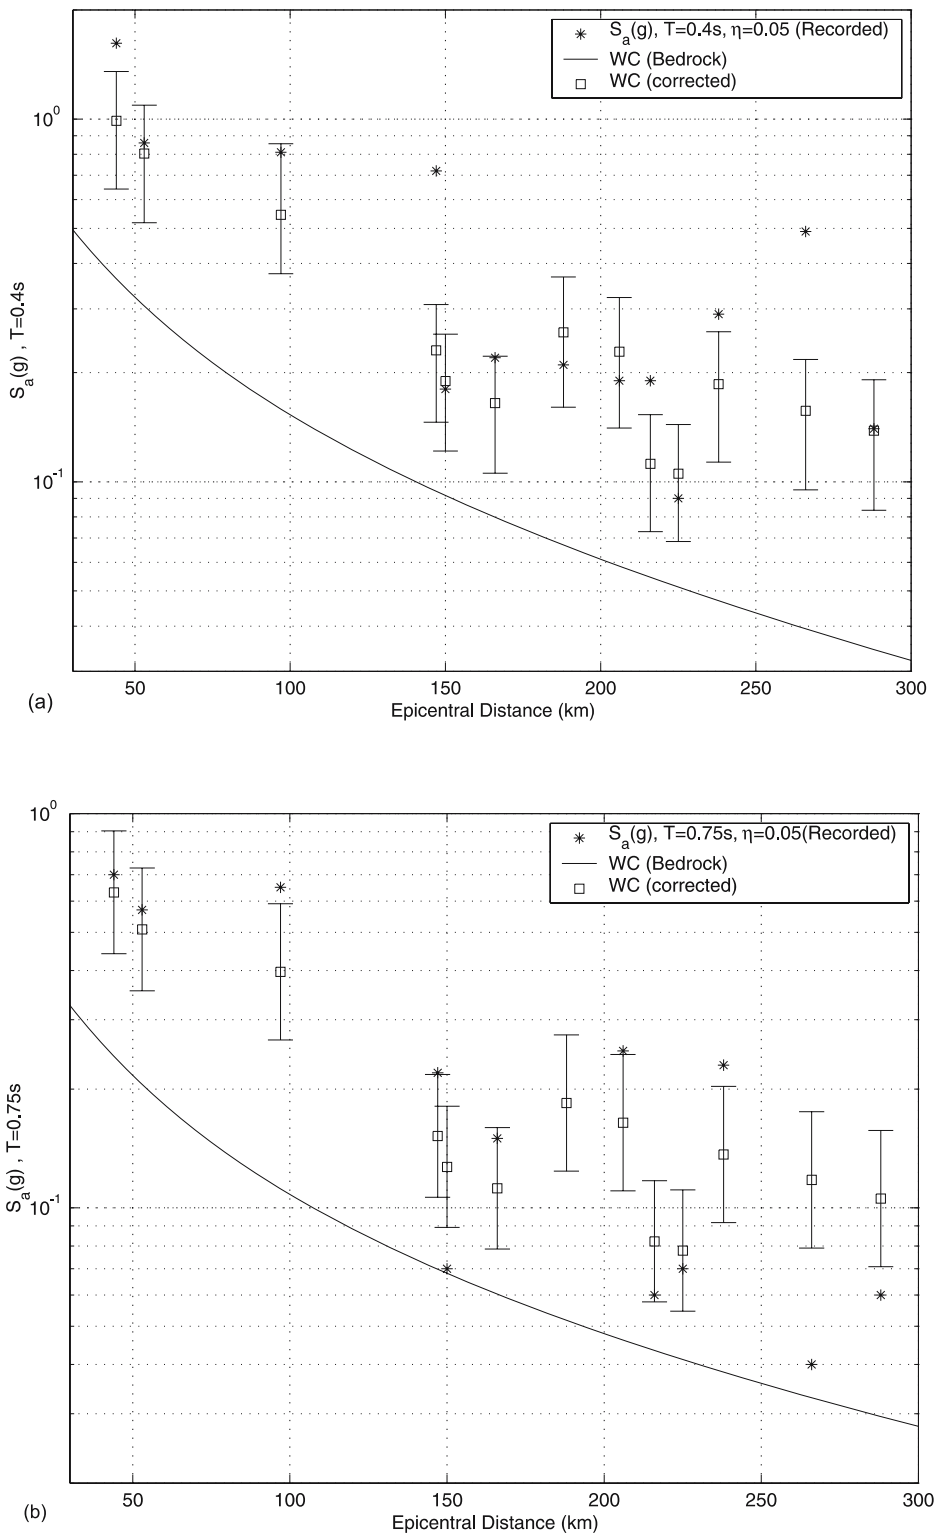 S_a(g), T=0.4s, η=0.05 (Recorded)
WC (Bedrock)
WC (corrected)
10^0
10^-1
S_a(g) , T=0.4s
50 100 150 200 250 300
Epicentral Distance (km)
(a)
10^0
S_a(g), T=0.75s, η=0.05(Recorded)
WC (Bedrock)
WC (corrected)
10^-1
S_a(g) , T=0.75s
50 100 150 200 250 300
Epicentral Distance (km)
(b)